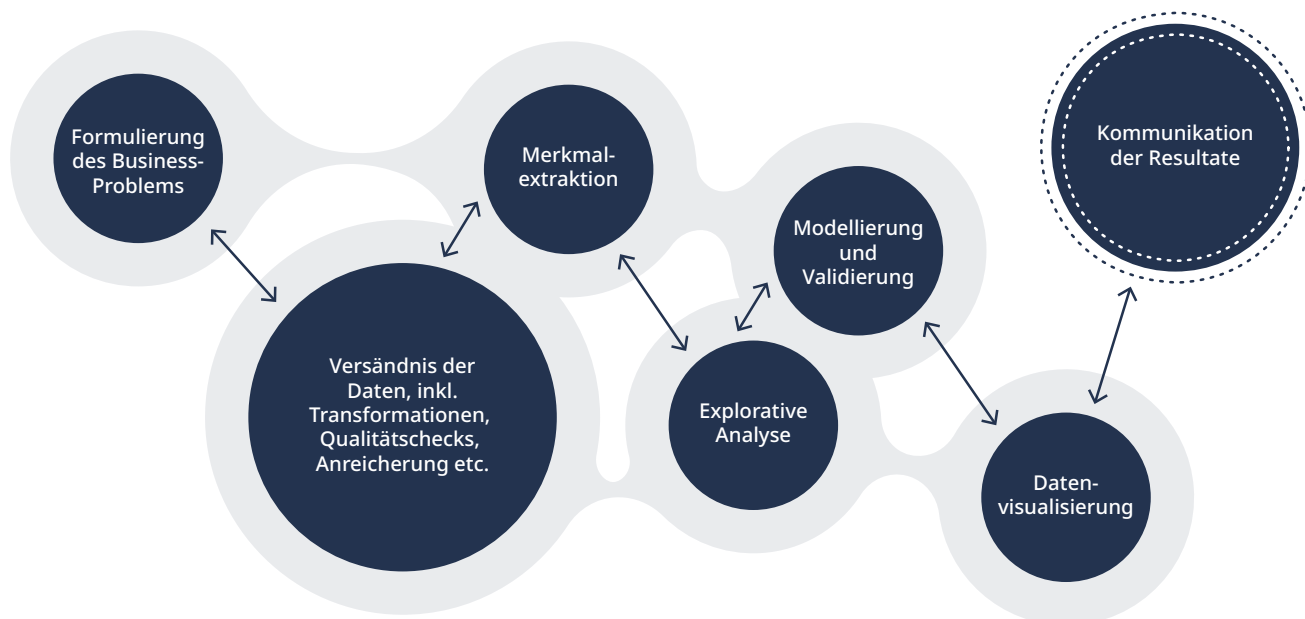 Formulierung
des Business-
Problems
Versändnis der
Daten, inkl.
Transformationen,
Qualitätschecks,
Anreicherung etc.
Merkmal-
extraktion
Explorative
Analyse
Modellierung
und
Validierung
Daten-
visualisierung
Kommunikation
der Resultate